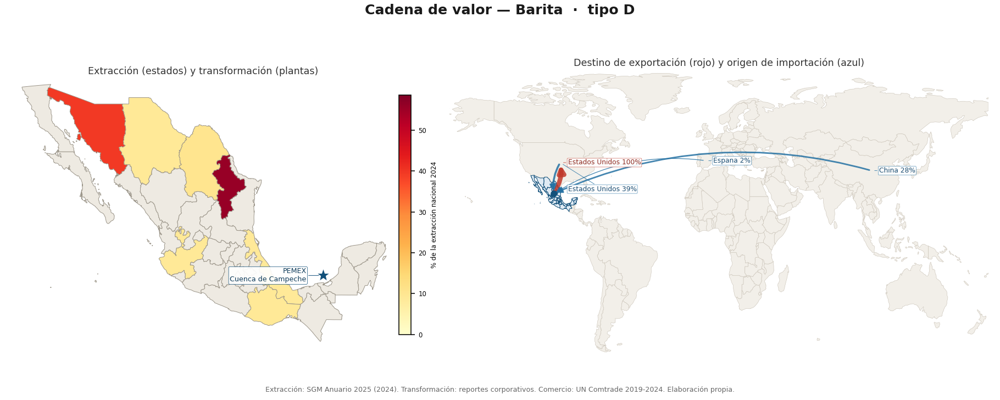 Cadena de valor — Barita · tipo D
Extracción (estados) y transformación (plantas)
PEMEX
Cuenca de Campeche
50
40
30
20
10
0
% de la extracción nacional 2024
Destino de exportación (rojo) y origen de importación (azul)
Estados Unidos 100%
Espana 2%
China 28%
Estados Unidos 39%
Extracción: SGM Anuario 2025 (2024). Transformación: reportes corporativos. Comercio: UN Comtrade 2019-2024. Elaboración propia.